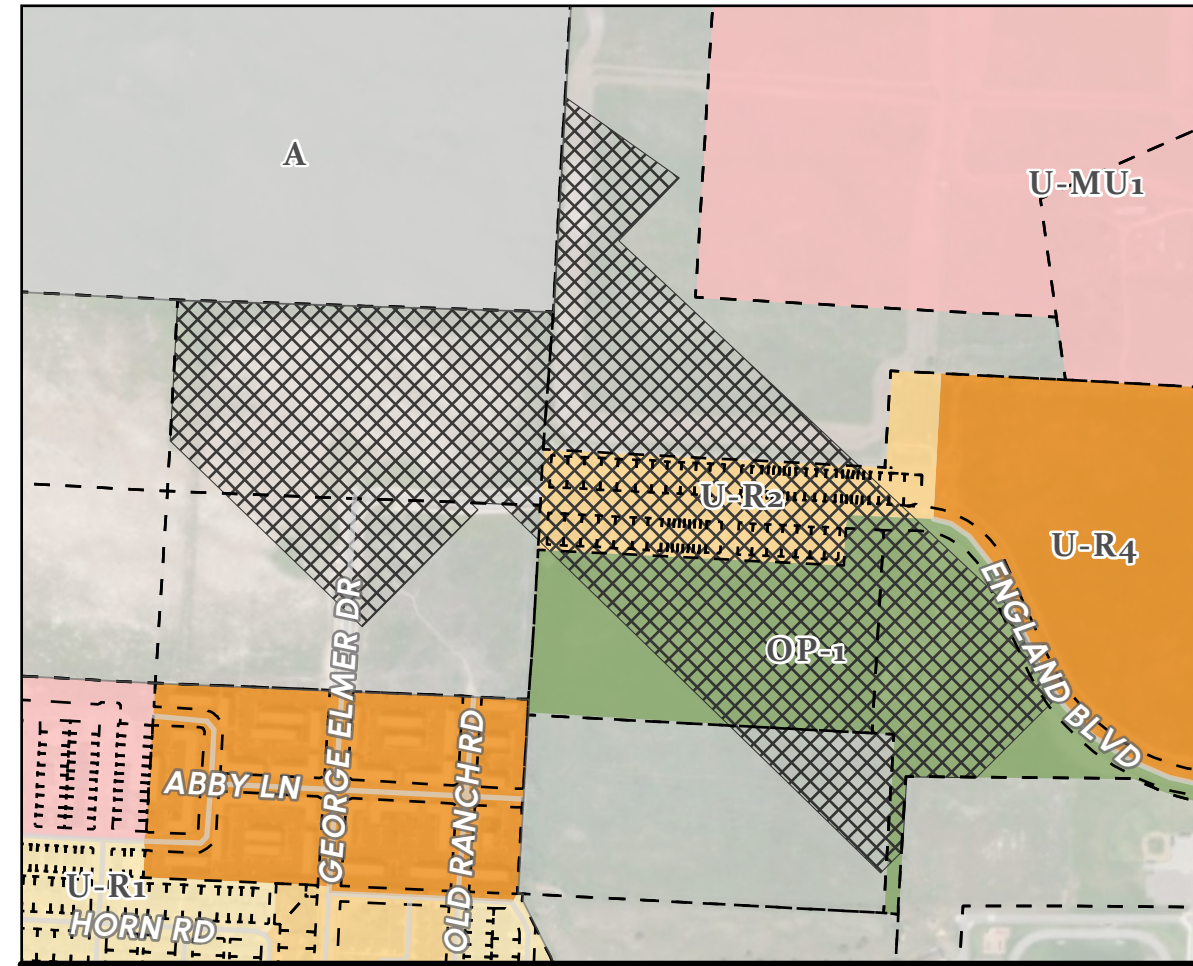 A
U-MU1
U-R2
U-R4
ENGLAND BLVD
GEORGE ELMER DR
OP-1
OLD RANCH RD
ABBY LN
U-R1
HORN RD